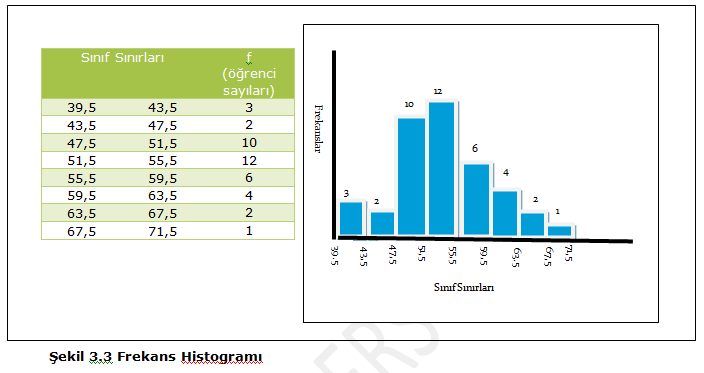 Sınıf Sınırları f
(öğrenci
sayıları)
39,5 43,5 3
43,5 47,5 2
47,5 51,5 10
51,5 55,5 12
55,5 59,5 6
59,5 63,5 4
63,5 67,5 2
67,5 71,5 1
Frekanslar
3
2
10
12
6
4
2
1
39,5 43,5 47,5 51,5 55,5 59,5 63,5 67,5 71,5
Sınıf Sınırları
Şekil 3.3 Frekans Histogramı
ERS